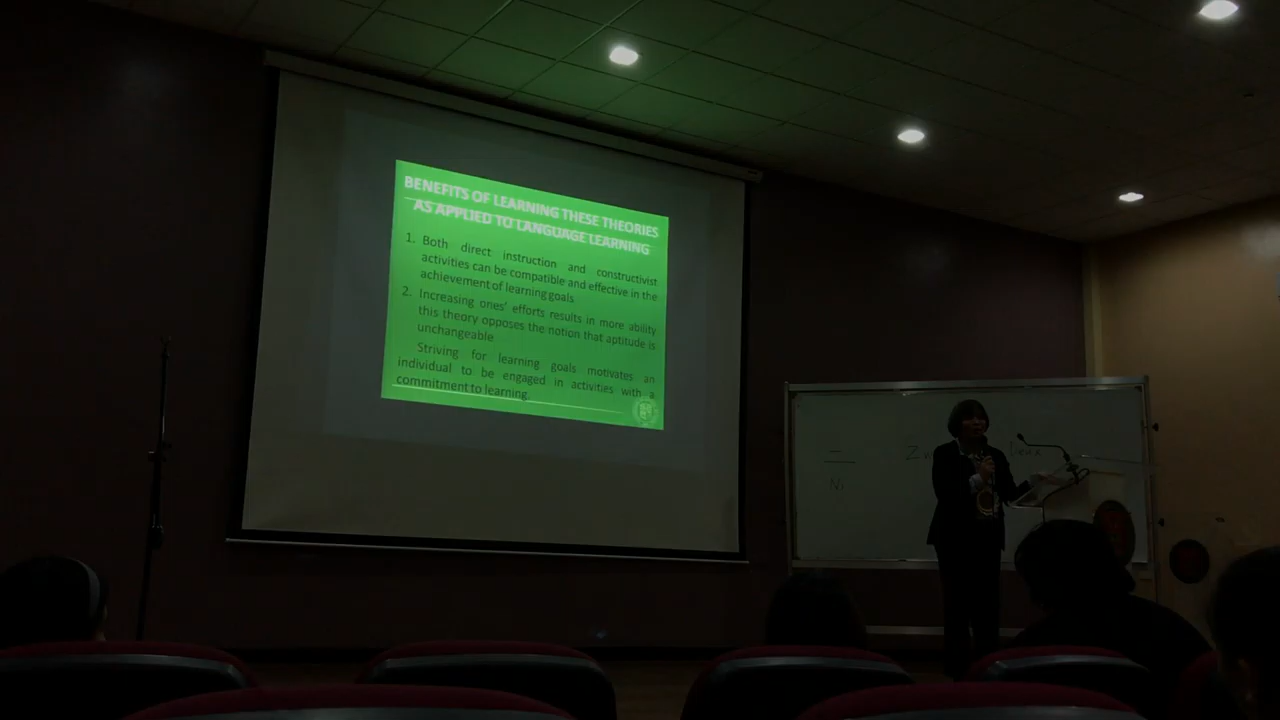 BENEFITS OF LEARNING THESE THEORIES
AS APPLIED TO LANGUAGE LEARNING
1. Both direct instruction and constructivist
activities can be compatible and effective in the
achievement of learning goals
2. Increasing ones' efforts results in more ability
this theory opposes the notion that aptitude is
unchangeable
Striving for learning goals motivates an
individual to be engaged in activities with a
commitment to learning.